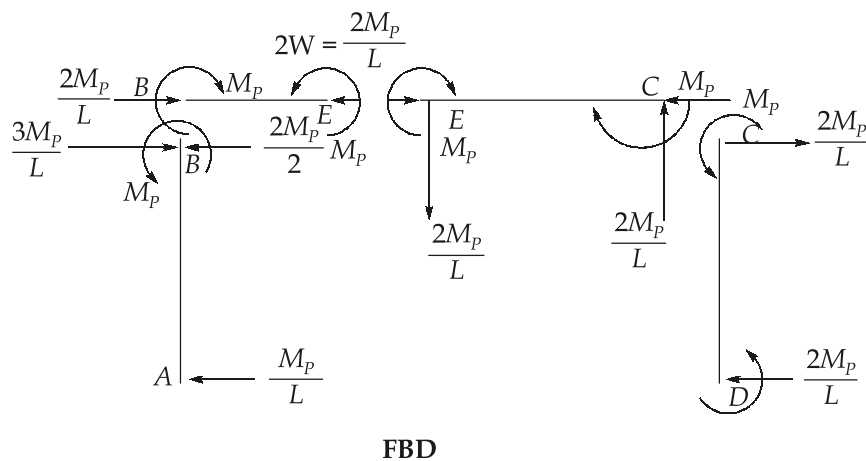 2W = 2M_P/L
2M_P/L B M_P E E C M_P M_P
3M_P/L B 2M_P/2 M_P M_P C 2M_P/L
M_P
2M_P/L 2M_P/L
A M_P/L D 2M_P/L
FBD